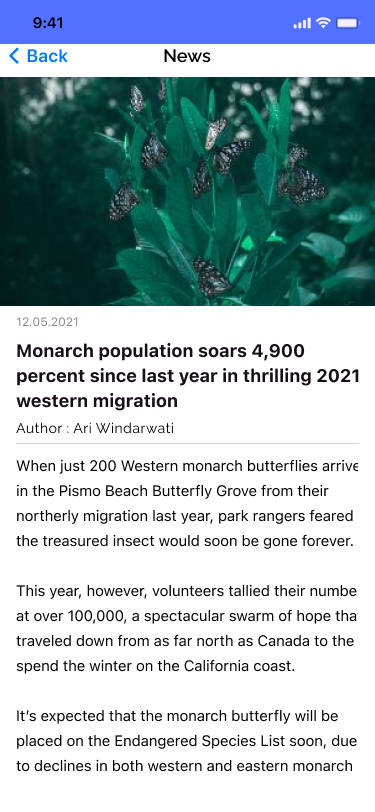 9:41
Back
News
12.05.2021
Monarch population soars 4,900
percent since last year in thrilling 2021
western migration
Author : Ari Windarwati
When just 200 Western monarch butterflies arrive
in the Pismo Beach Butterfly Grove from their
northerly migration last year, park rangers feared
the treasured insect would soon be gone forever.
This year, however, volunteers tallied their numbe
at over 100,000, a spectacular swarm of hope tha
traveled down from as far north as Canada to the
spend the winter on the California coast.
It’s expected that the monarch butterfly will be
placed on the Endangered Species List soon, due
to declines in both western and eastern monarch